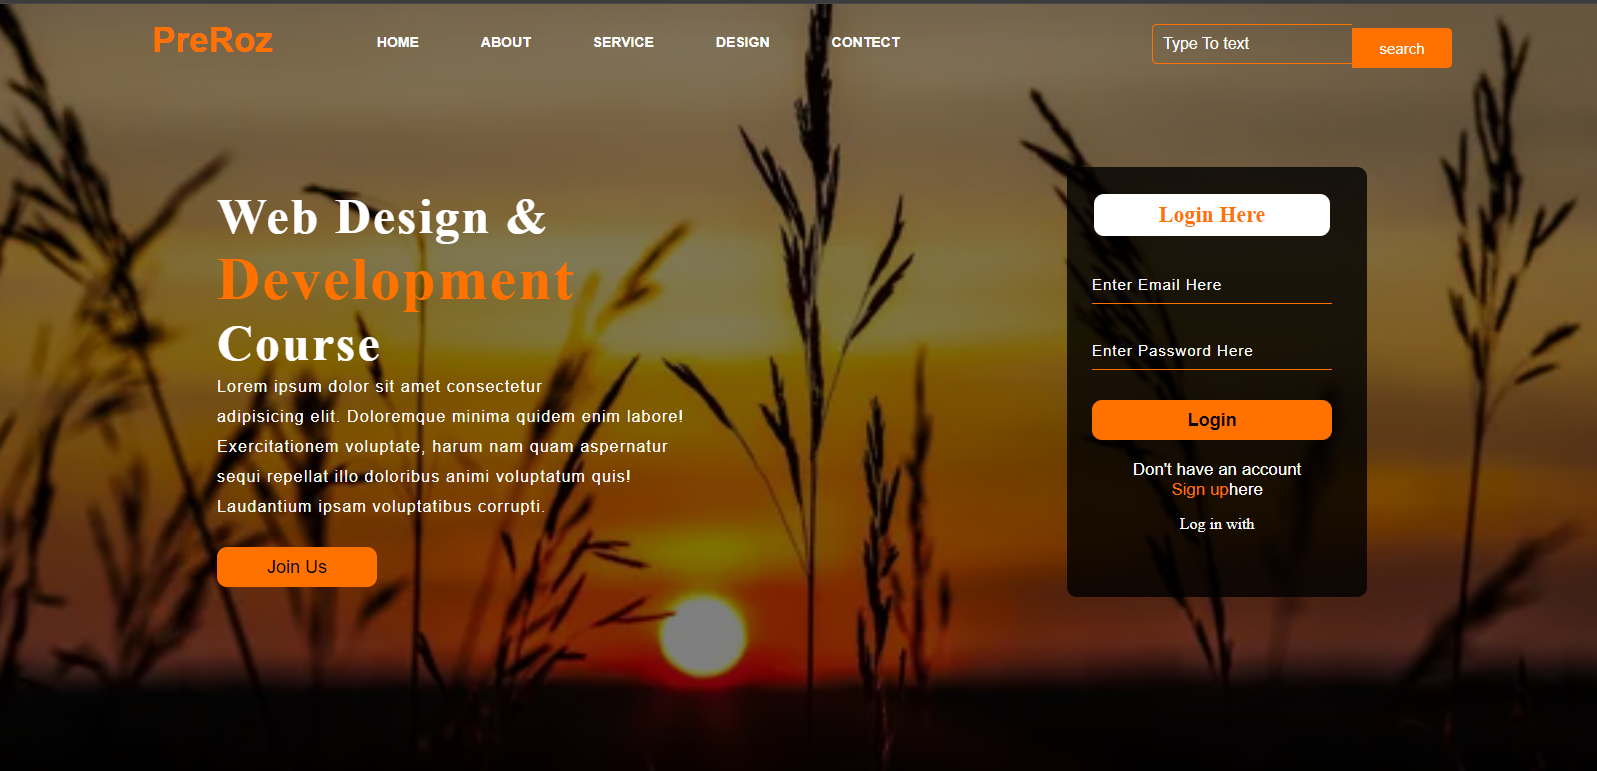 PreRoz
HOME ABOUT SERVICE DESIGN CONTECT
Type To text
search
Web Design &
Development
Course
Lorem ipsum dolor sit amet consectetur
adipisicing elit. Doloremque minima quidem enim labore!
Exercitationem voluptate, harum nam quam aspernatur
sequi repellat illo doloribus animi voluptatum quis!
Laudantium ipsam voluptatibus corrupti.
Join Us
Login Here
Enter Email Here
Enter Password Here
Login
Don't have an account
Sign uphere
Log in with